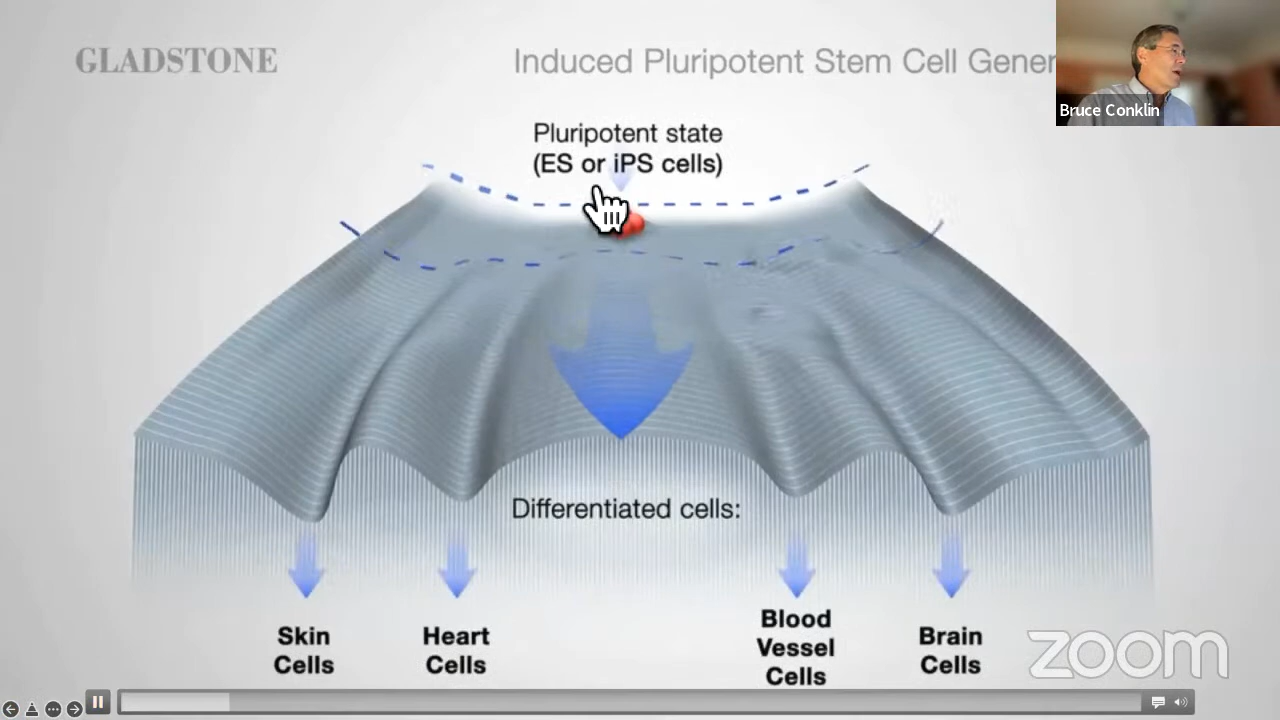 GLADSTONE
Induced Pluripotent Stem Cell Gener
Bruce Conklin
Pluripotent state
(ES or iPS cells)
Differentiated cells:
Skin
Cells
Heart
Cells
Blood
Vessel
Cells
Brain
Cells
zoom